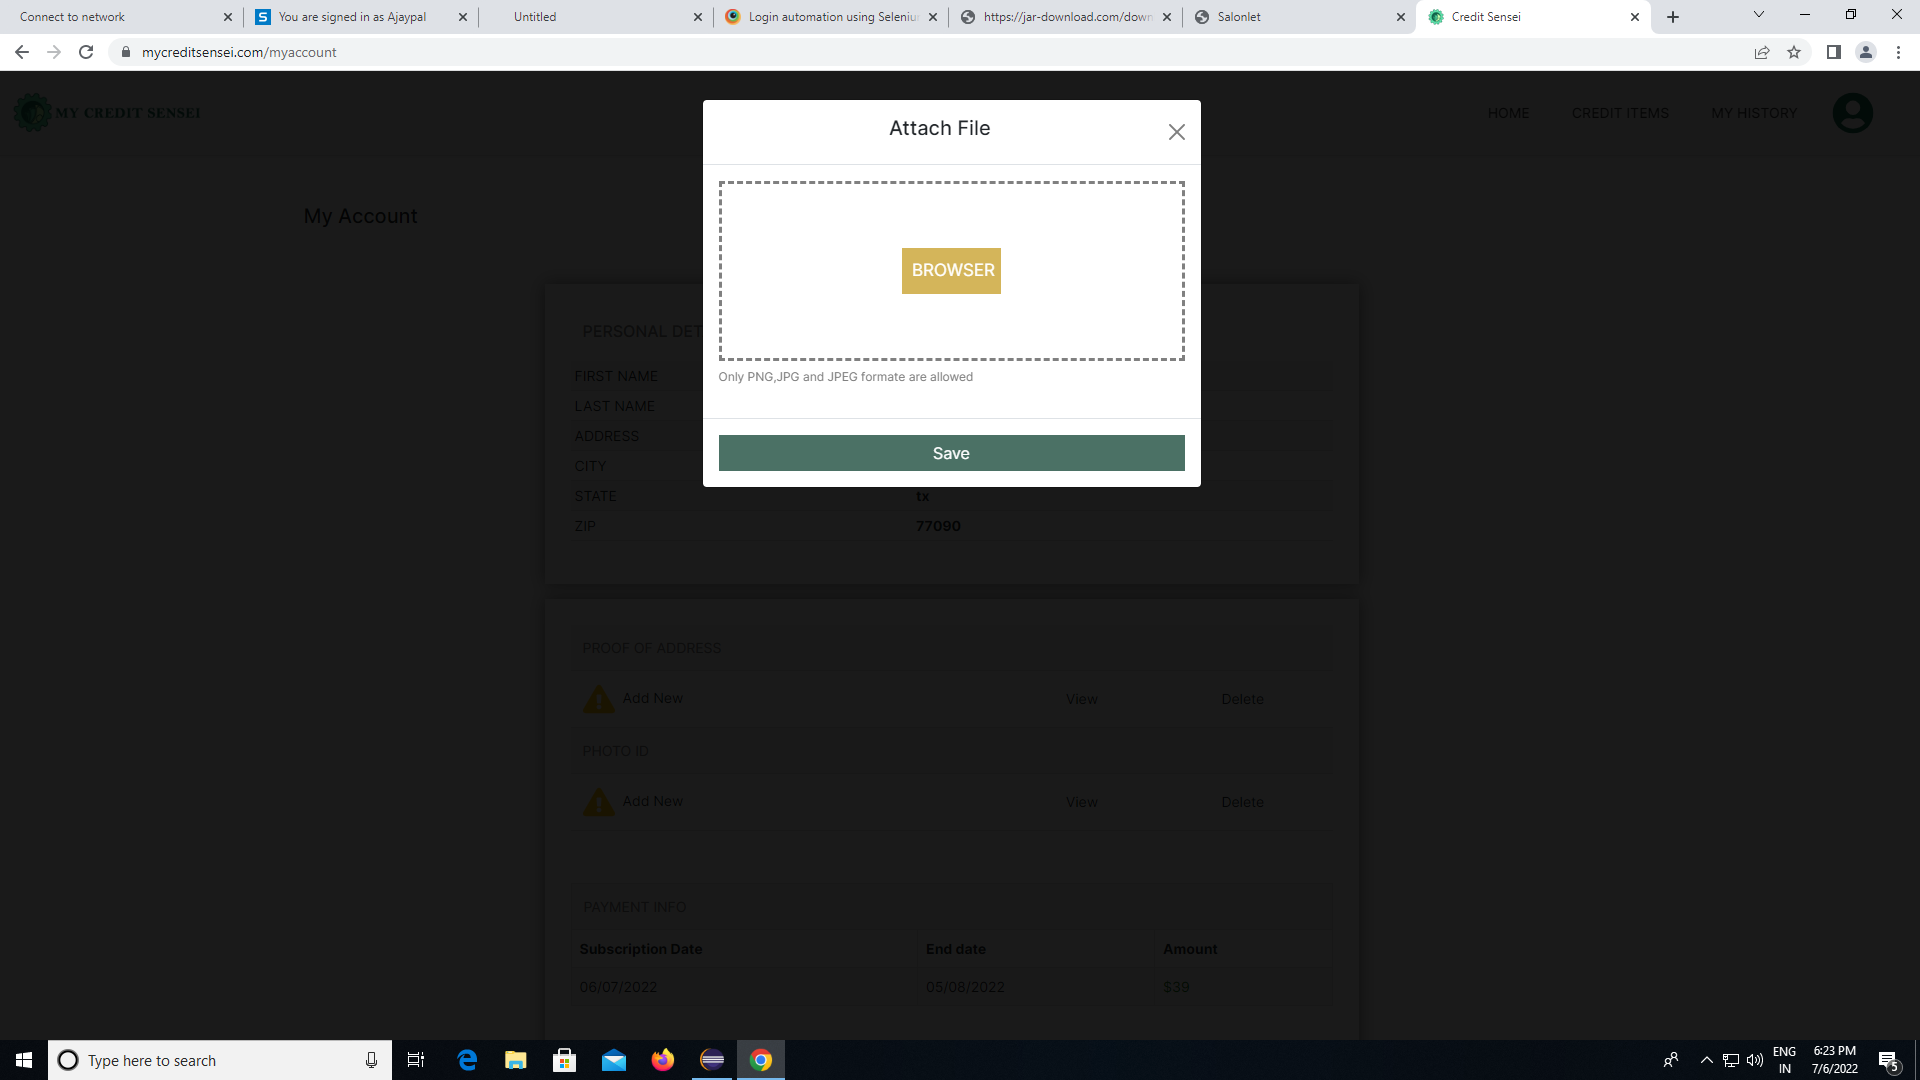 Connect to network
You are signed in as Ajaypal
Untitled
Login automation using Seleniu
https://jar-download.com/down
Salonlet
Credit Sensei
mycreditsensei.com/myaccount
MY CREDIT SENSEI
HOME
CREDIT ITEMS
MY HISTORY
Attach File
BROWSER
Only PNG,JPG and JPEG formate are allowed
Save
My Account
PERSONAL DET
FIRST NAME
LAST NAME
ADDRESS
CITY
STATE tx
ZIP 77090
PROOF OF ADDRESS
Add New View Delete
PHOTO ID
Add New View Delete
PAYMENT INFO
Subscription Date End date Amount
06/07/2022 05/08/2022 $39
Type here to search
ENG
IN
6:23 PM
7/6/2022
5